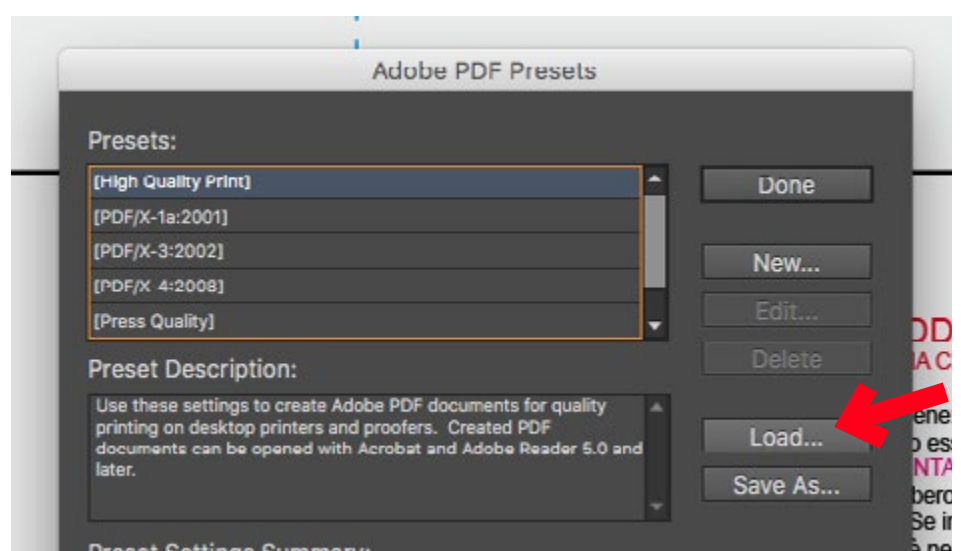 Adobe PDF Presets
Presets:
[High Quality Print]
[PDF/X-1a:2001]
[PDF/X-3:2002]
[PDF/X 4:2008]
[Press Quality]
Done
New...
Edit...
Delete
Load...
Save As...
Preset Description:
Use these settings to create Adobe PDF documents for quality
printing on desktop printers and proofers. Created PDF
documents can be opened with Acrobat and Adobe Reader 5.0 and
later.
Preset Settings Summary: